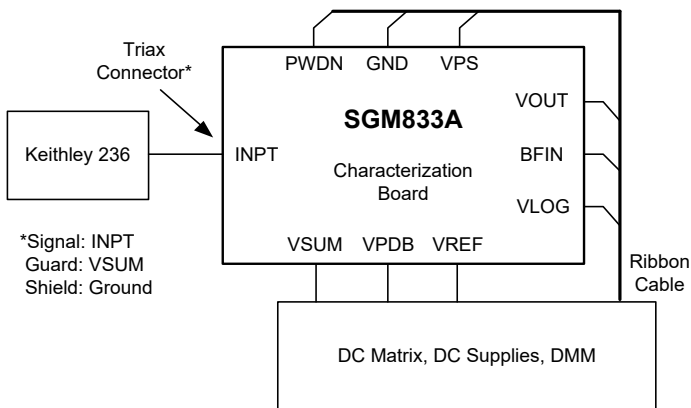 Triax
Connector*
PWDN GND VPS
SGM833A
VOUT
Keithley 236
INPT
BFIN
Characterization
Board
VLOG
*Signal: INPT
Guard: VSUM
Shield: Ground
VSUM VPDB VREF
Ribbon
Cable
DC Matrix, DC Supplies, DMM